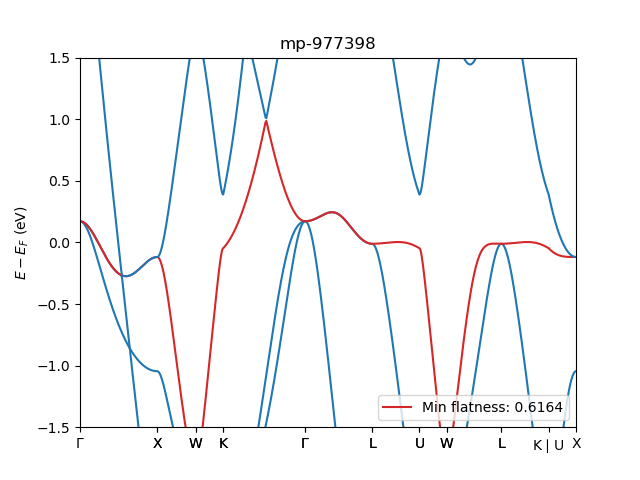 mp-977398
E − E_F (eV)
1.5
1.0
0.5
0.0
−0.5
−1.0
−1.5
Min flatness: 0.6164
Γ X W K Γ L U W L K | U X